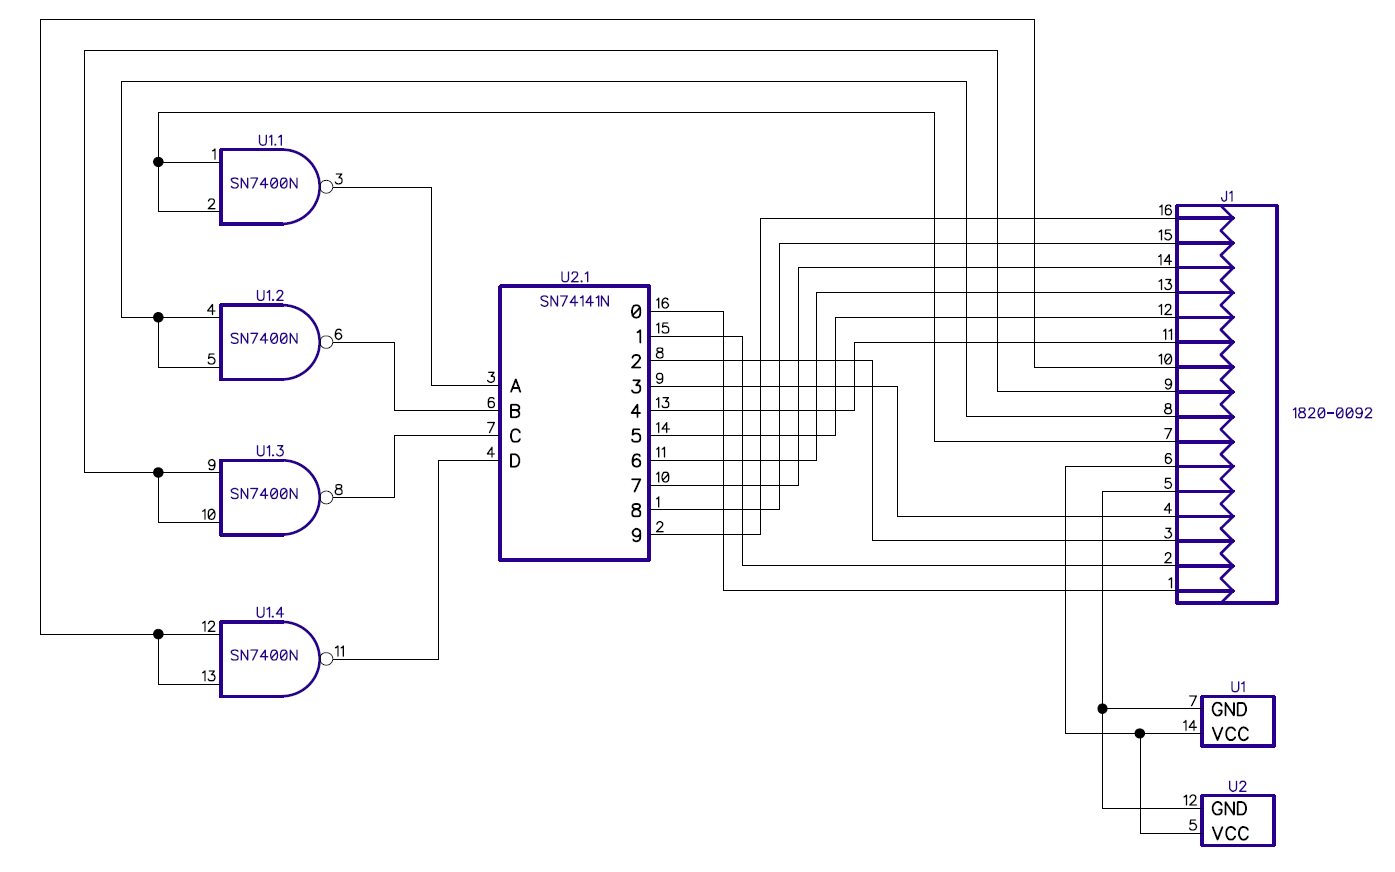 U1.1
1
SN7400N
3
2
J1
16
15
14
13
12
11
10
9
8
7
6
5
4
3
2
1
1820-0092
U1.2
4
SN7400N
6
5
U2.1
SN74141N
0 16
1 15
2 8
3 9
3 A
4 13
6 B
5 14
7 C
6 11
4 D
7 10
8 1
9 2
U1.3
9
SN7400N
8
10
U1.4
12
SN7400N
11
13
U1
7 GND
14 VCC
U2
12 GND
5 VCC